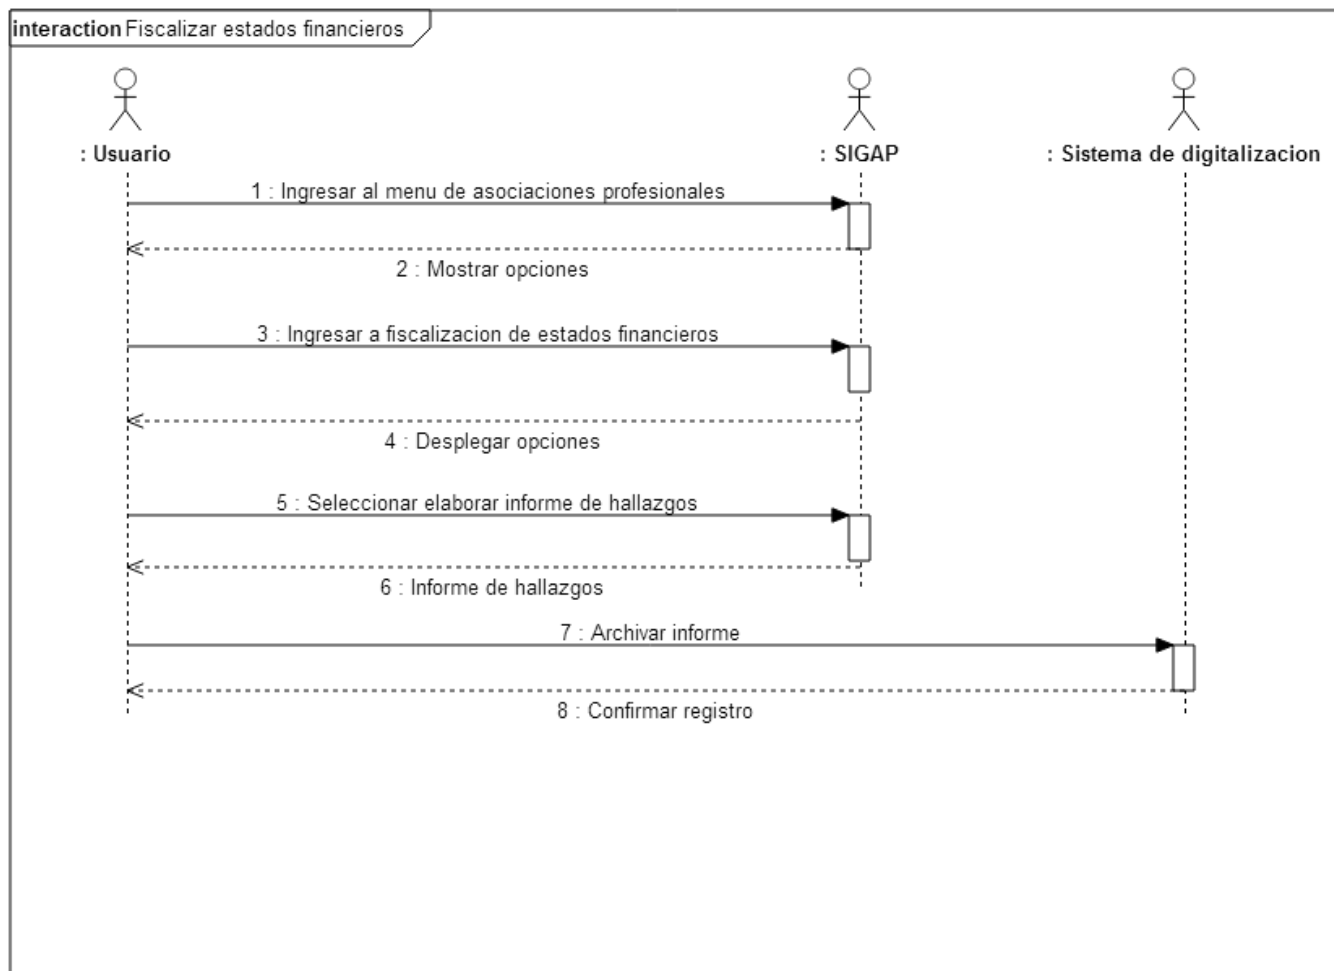 interaction Fiscalizar estados financieros
: Usuario
: SIGAP
: Sistema de digitalizacion
1 : Ingresar al menu de asociaciones profesionales
2 : Mostrar opciones
3 : Ingresar a fiscalizacion de estados financieros
4 : Desplegar opciones
5 : Seleccionar elaborar informe de hallazgos
6 : Informe de hallazgos
7 : Archivar informe
8 : Confirmar registro